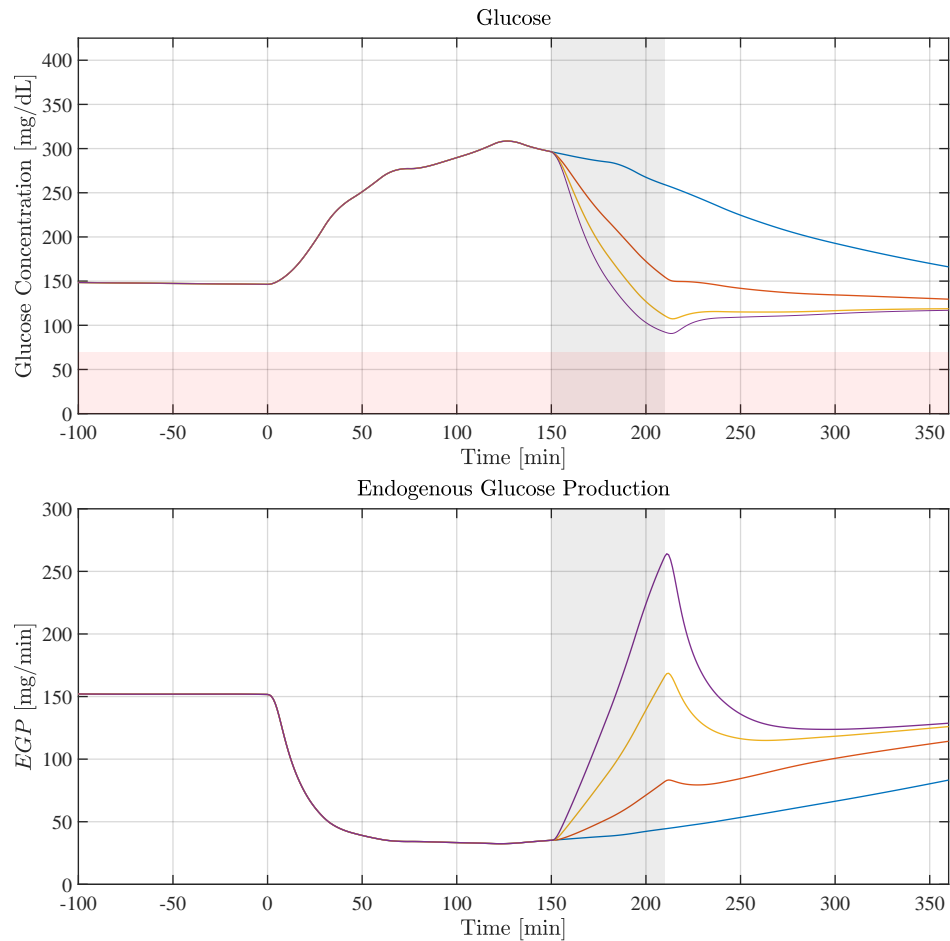 Glucose
Glucose Concentration [mg/dL]
400
350
300
250
200
150
100
50
0
-100 -50 0 50 100 150 200 250 300 350
Time [min]
Endogenous Glucose Production
EGP [mg/min]
300
250
200
150
100
50
0
-100 -50 0 50 100 150 200 250 300 350
Time [min]